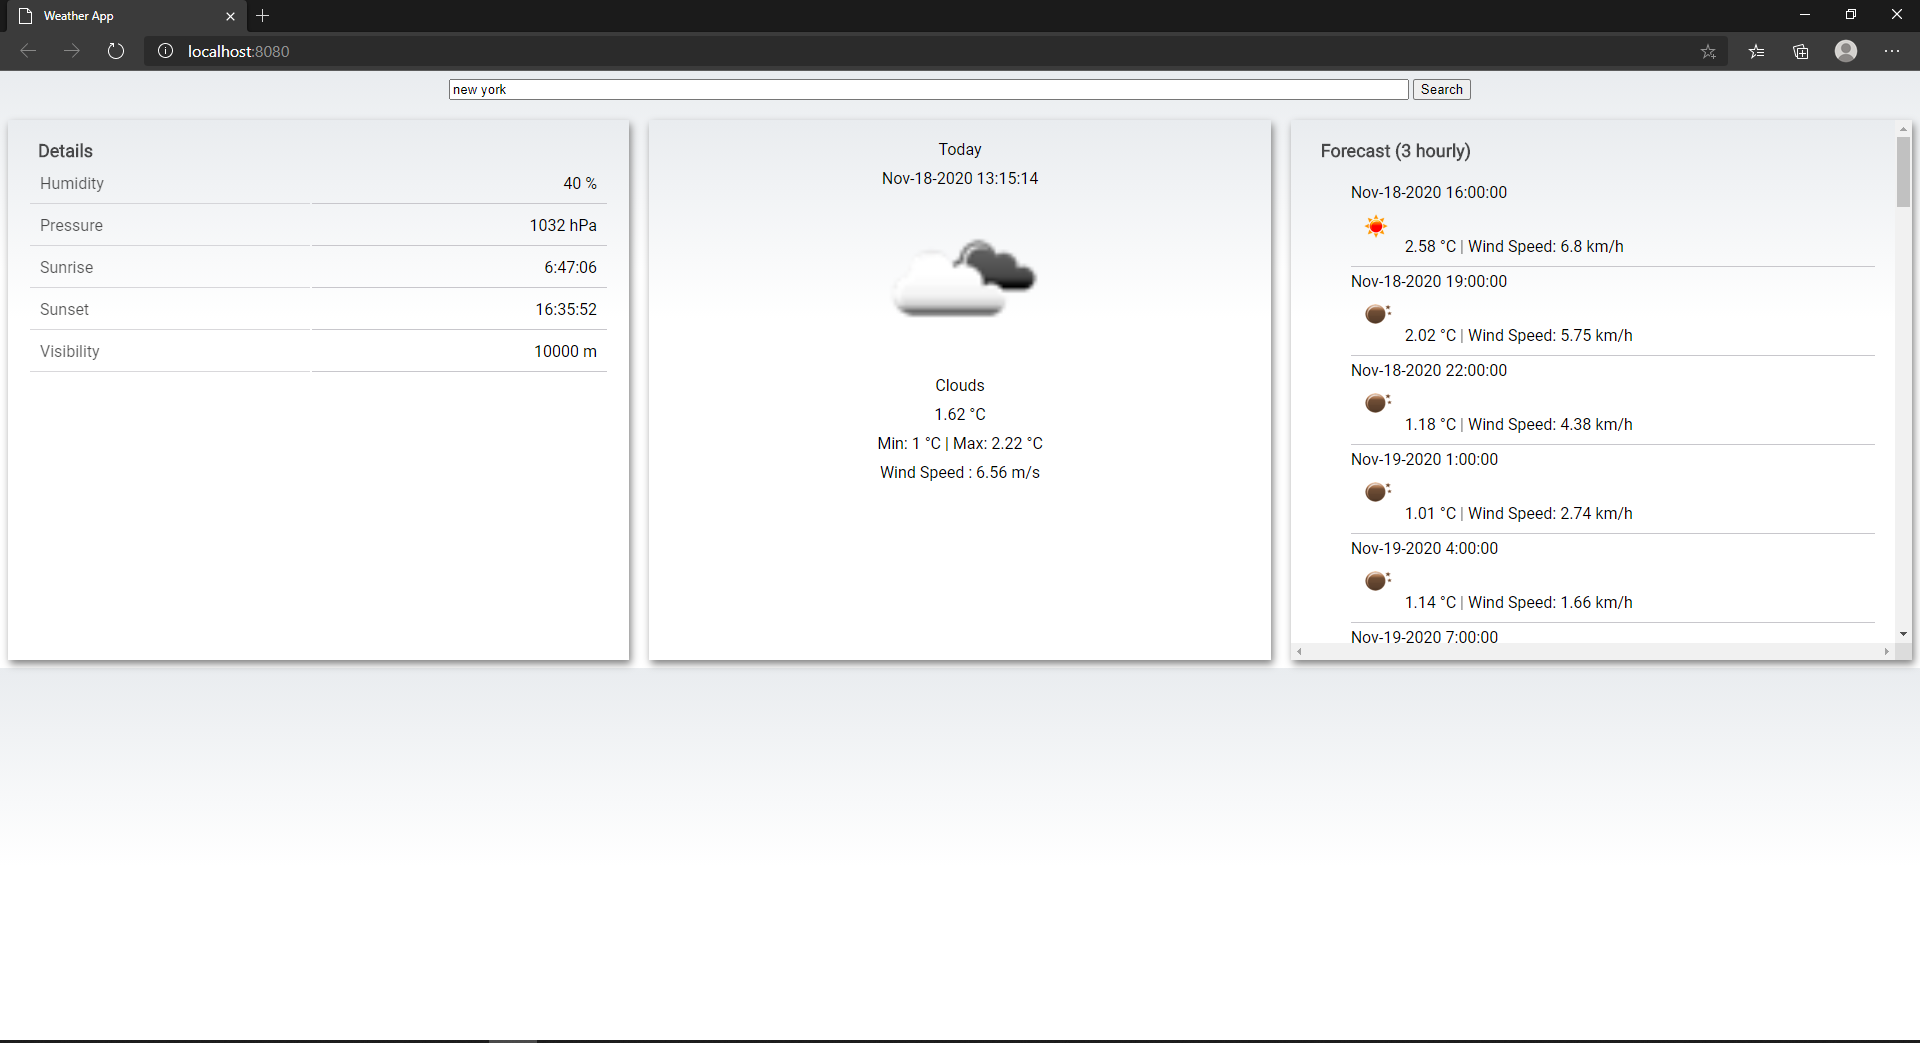 Weather App
localhost:8080
new york
Search
Details
Humidity 40 %
Pressure 1032 hPa
Sunrise 6:47:06
Sunset 16:35:52
Visibility 10000 m
Today
Nov-18-2020 13:15:14
Clouds
1.62 °C
Min: 1 °C | Max: 2.22 °C
Wind Speed : 6.56 m/s
Forecast (3 hourly)
Nov-18-2020 16:00:00
2.58 °C | Wind Speed: 6.8 km/h
Nov-18-2020 19:00:00
2.02 °C | Wind Speed: 5.75 km/h
Nov-18-2020 22:00:00
1.18 °C | Wind Speed: 4.38 km/h
Nov-19-2020 1:00:00
1.01 °C | Wind Speed: 2.74 km/h
Nov-19-2020 4:00:00
1.14 °C | Wind Speed: 1.66 km/h
Nov-19-2020 7:00:00